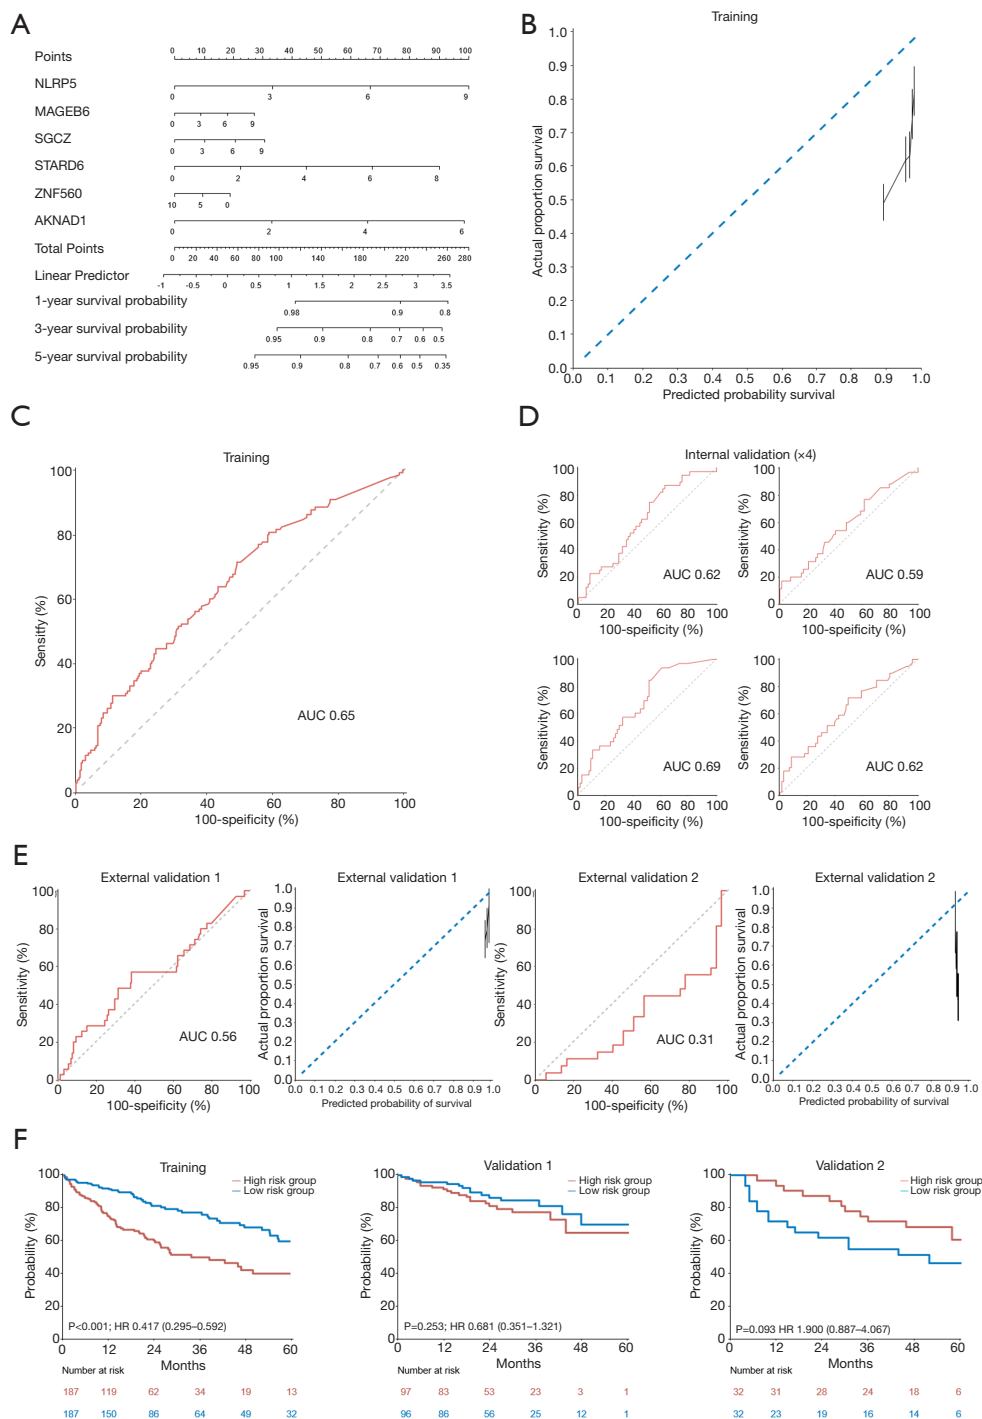 A
Points
0 10 20 30 40 50 60 70 80 90 100
NLRP5
0 3 6 9
MAGEB6
0 3 6 9
SGCZ
0 3 6 9
STARD6
0 2 4 6 8
ZNF560
10 5 0
AKNAD1
0 2 4 6
Total Points
0 20 40 60 80 100 120 140 160 180 200 220 240 260 280
Linear Predictor
-1 -0.5 0 0.5 1 1.5 2 2.5 3 3.5
1-year survival probability
0.98 0.9 0.8
3-year survival probability
0.95 0.9 0.8 0.7 0.6 0.5
5-year survival probability
0.95 0.9 0.8 0.7 0.6 0.5 0.35
B
Training
Actual proportion survival
1.0
0.9
0.8
0.7
0.6
0.5
0.4
0.3
0.2
0.1
0.0
0.0 0.1 0.2 0.3 0.4 0.5 0.6 0.7 0.8 0.9 1.0
Predicted probability survival
C
Training
Sensitfy (%)
100
80
60
40
20
0
AUC 0.65
0 20 40 60 80 100
100-speificity (%)
D
Internal validation (×4)
Sensitivity (%)
100
80
60
40
20
0
AUC 0.62
0 20 40 60 80 100
100-speificity (%)
Sensitivity (%)
100
80
60
40
20
0
AUC 0.59
0 20 40 60 80 100
100-speificity (%)
Sensitivity (%)
100
80
60
40
20
0
AUC 0.69
0 20 40 60 80 100
100-speificity (%)
Sensitivity (%)
100
80
60
40
20
0
AUC 0.62
0 20 40 60 80 100
100-speificity (%)
E
External validation 1
Sensitivity (%)
100
80
60
40
20
0
AUC 0.56
0 20 40 60 80 100
100-speificity (%)
External validation 1
Actual proportion survival
1.0
0.9
0.8
0.7
0.6
0.5
0.4
0.3
0.2
0.1
0.0
0.0 0.1 0.2 0.3 0.4 0.5 0.6 0.7 0.8 0.9 1.0
Predicted probability of survival
External validation 2
Sensitivity (%)
100
80
60
40
20
0
AUC 0.31
0 20 40 60 80 100
100-speificity (%)
External validation 2
Actual proportion survival
1.0
0.9
0.8
0.7
0.6
0.5
0.4
0.3
0.2
0.1
0.0
0.0 0.1 0.2 0.3 0.4 0.5 0.6 0.7 0.8 0.9 1.0
Predicted probability of survival
F
Training
High risk group
Low risk group
Probability (%)
100
80
60
40
20
0
P<0.001; HR 0.417 (0.295–0.592)
0 12 24 36 48 60
Months
Number at risk
187 119 62 34 19 13
187 150 86 64 49 32
Validation 1
High risk group
Low risk group
Probability (%)
100
80
60
40
20
0
P=0.253; HR 0.681 (0.351–1.321)
0 12 24 36 48 60
Months
Number at risk
97 83 53 23 3 1
96 86 56 25 12 1
Validation 2
High risk group
Low risk group
Probability (%)
100
80
60
40
20
0
P=0.093 HR 1.900 (0.887–4.067)
0 12 24 36 48 60
Months
Number at risk
32 31 28 24 18 6
32 23 19 16 14 6